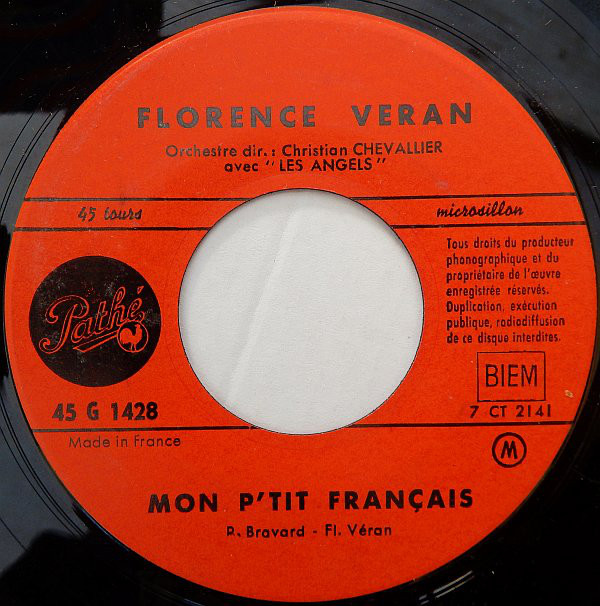 FLORENCE VERAN
Orchestre dir. : Christian CHEVALLIER
avec "LES ANGELS"
45 tours
microsillon
Tous droits du producteur
phonographique et du
propriétaire de l'œuvre
enregistrée réservés.
Duplication, exécution
publique, radiodiffusion
de ce disque interdites.
Pathé
BIEM
45 G 1428
7 CT 2141
Made in France
M
MON P'TIT FRANÇAIS
R. Bravard - Fl. Véran